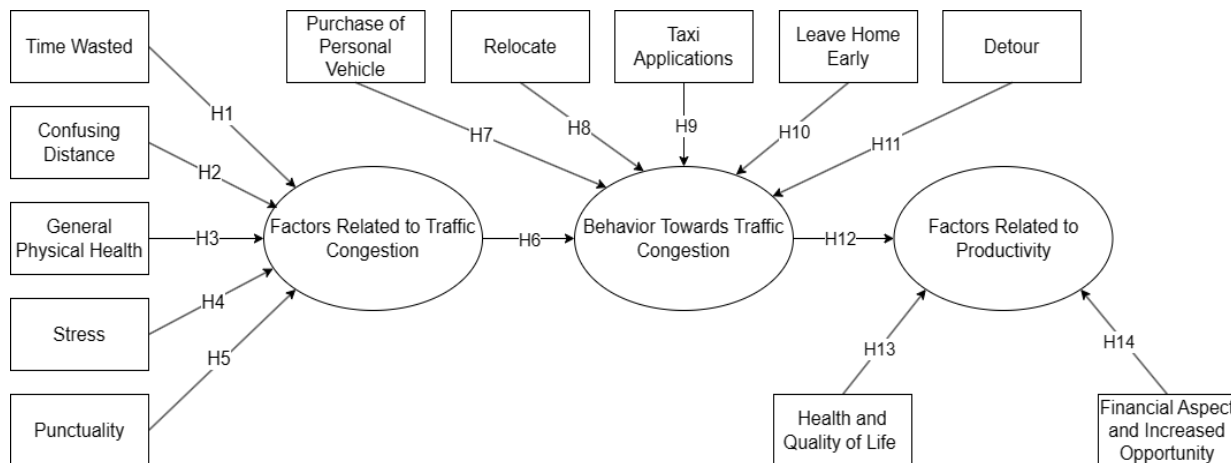 Time Wasted
Purchase of
Personal
Vehicle
Relocate
Taxi
Applications
Leave Home
Early
Detour
H1
Confusing
Distance
H2
H7
H8
H9
H10
H11
General
Physical Health
H3
Factors Related to Traffic
Congestion
H6
Behavior Towards Traffic
Congestion
H12
Factors Related to
Productivity
Stress
H4
H5
Punctuality
H13
H14
Health and
Quality of Life
Financial Aspect
and Increased
Opportunity